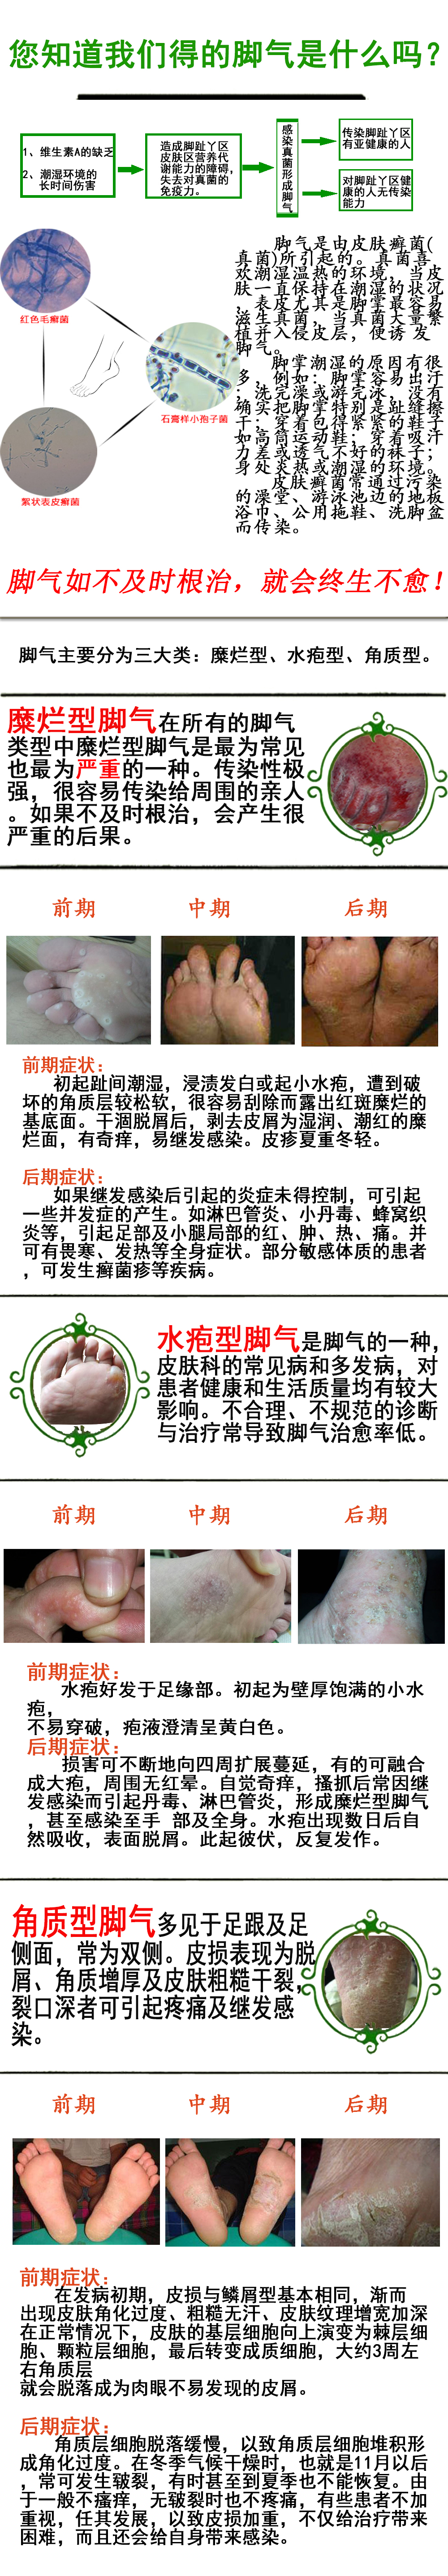 您知道我们得的脚气是什么吗？
1、维生素A的缺乏
2、潮湿环境的
长时间伤害
造成脚趾丫区
皮肤区营养代
谢能力的障碍，
失去对真菌的
免疫力。
感染真菌形成脚气
传染脚趾丫区
有亚健康的人
对脚趾丫区健
康的人无传染
能力
红色毛癣菌
石膏样小孢子菌
絮状表皮癣菌
脚气是由皮肤癣菌(
真菌)所引起的。真菌喜
欢潮湿温热的环境，当皮
肤一直保持在潮湿的状况
，表皮尤其是脚掌最容易
滋生真菌，当真菌大量繁
植并入侵皮层，便诱 发
脚气。
脚掌潮湿的原因有很
多，例如：脚掌容易出汗
；洗完澡或游完泳，没有
确实把脚掌特别是趾缝擦
干；穿着包得紧紧的鞋子
如高筒运动鞋；穿着吸汗
力差或透气不好的袜子；
身处炎热或潮湿的环境。
皮肤癣菌常通过污染
的澡堂、游泳池边的地板
浴巾、公用拖鞋、洗脚盆
而传染。
脚气如不及时根治，就会终生不愈！
脚气主要分为三大类：糜烂型、水疱型、角质型。
糜烂型脚气在所有的脚气
类型中糜烂型脚气是最为常见
也最为严重的一种。传染性极
强，很容易传染给周围的亲人
。如果不及时根治，会产生很
严重的后果。
前期 中期 后期
前期症状：
初起趾间潮湿，浸渍发白或起小水疱，遭到破
坏的角质层较松软，很容易刮除而露出红斑糜烂的
基底面。干涸脱屑后，剥去皮屑为湿润、潮红的糜
烂面，有奇痒，易继发感染。皮疹夏重冬轻。
后期症状：
如果继发感染后引起的炎症未得控制，可引起
一些并发症的产生。如淋巴管炎、小丹毒、蜂窝织
炎等，引起足部及小腿局部的红、肿、热、痛。并
可有畏寒、发热等全身症状。部分敏感体质的患者
，可发生癣菌疹等疾病。
水疱型脚气是脚气的一种，
皮肤科的常见病和多发病，对
患者健康和生活质量均有较大
影响。不合理、不规范的诊断
与治疗常导致脚气治愈率低。
前期 中期 后期
前期症状：
水疱好发于足缘部。初起为壁厚饱满的小水
疱，
不易穿破，疱液澄清呈黄白色。
后期症状：
损害可不断地向四周扩展蔓延，有的可融合
成大疱，周围无红晕。自觉奇痒，搔抓后常因继
发感染而引起丹毒、淋巴管炎，形成糜烂型脚气
，甚至感染至手 部及全身。水疱出现数日后自
然吸收，表面脱屑。此起彼伏，反复发作。
角质型脚气多见于足跟及足
侧面，常为双侧。皮损表现为脱
屑、角质增厚及皮肤粗糙干裂，
裂口深者可引起疼痛及继发感
染。
前期 中期 后期
前期症状：
在发病初期，皮损与鳞屑型基本相同，渐而
出现皮肤角化过度、粗糙无汗、皮肤纹理增宽加深
在正常情况下，皮肤的基层细胞向上演变为棘层细
胞、颗粒层细胞，最后转变成质细胞，大约3周左
右角质层
就会脱落成为肉眼不易发现的皮屑。
后期症状：
角质层细胞脱落缓慢，以致角质层细胞堆积形
成角化过度。在冬季气候干燥时，也就是11月以后
，常可发生皲裂，有时甚至到夏季也不能恢复。由
于一般不瘙痒，无皲裂时也不疼痛，有些患者不加
重视，任其发展，以致皮损加重，不仅给治疗带来
困难，而且还会给自身带来感染。